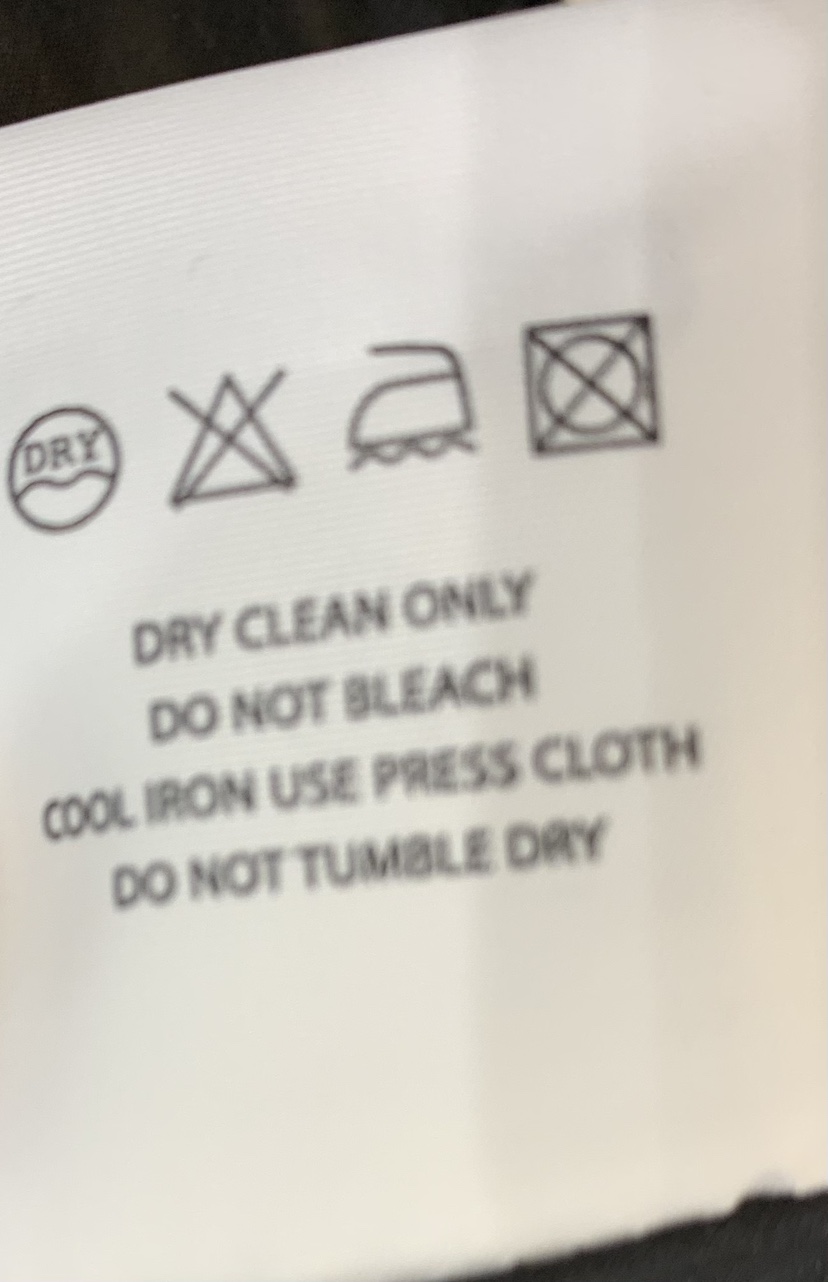 DRY
DRY CLEAN ONLY
DO NOT BLEACH
COOL IRON USE PRESS CLOTH
DO NOT TUMBLE DRY